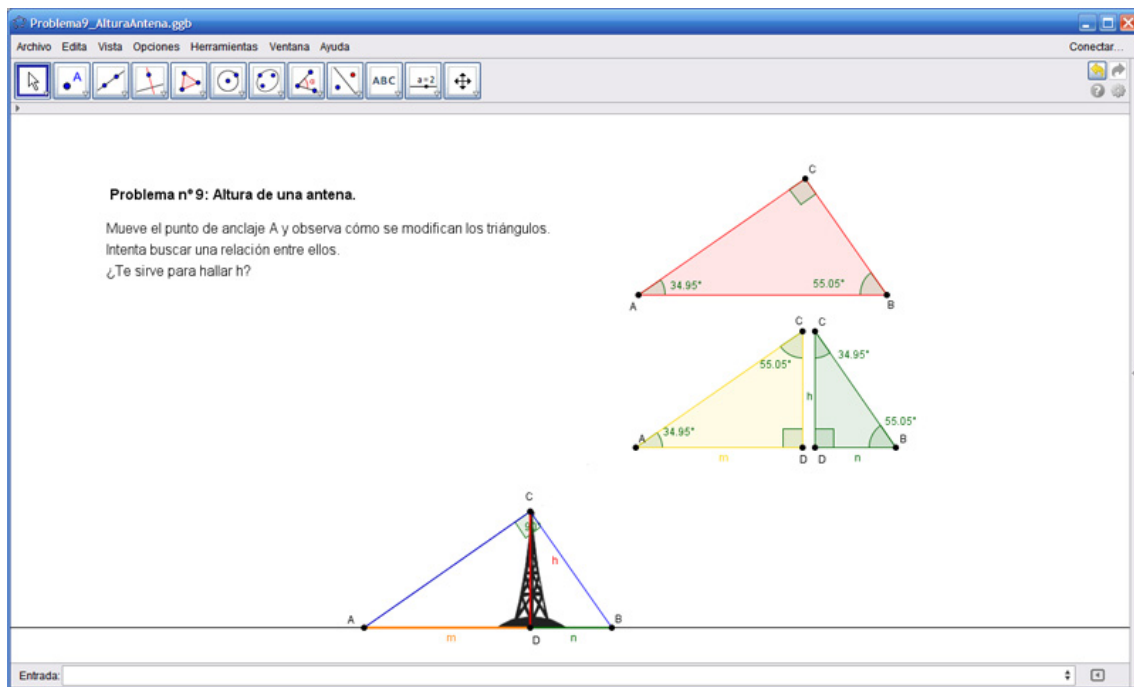 Problema9_AlturaAntena.ggb
Archivo Edita Vista Opciones Herramientas Ventana Ayuda
Conectar...
A
ABC
a=2
Problema nº 9: Altura de una antena.
Mueve el punto de anclaje A y observa cómo se modifican los triángulos.
Intenta buscar una relación entre ellos.
¿Te sirve para hallar h?
C
34.95°
55.05°
A
B
C C
55.05°
34.95°
h
A
34.95°
55.05°
B
m
D D
n
C
90°
h
A
B
m
D
n
Entrada: